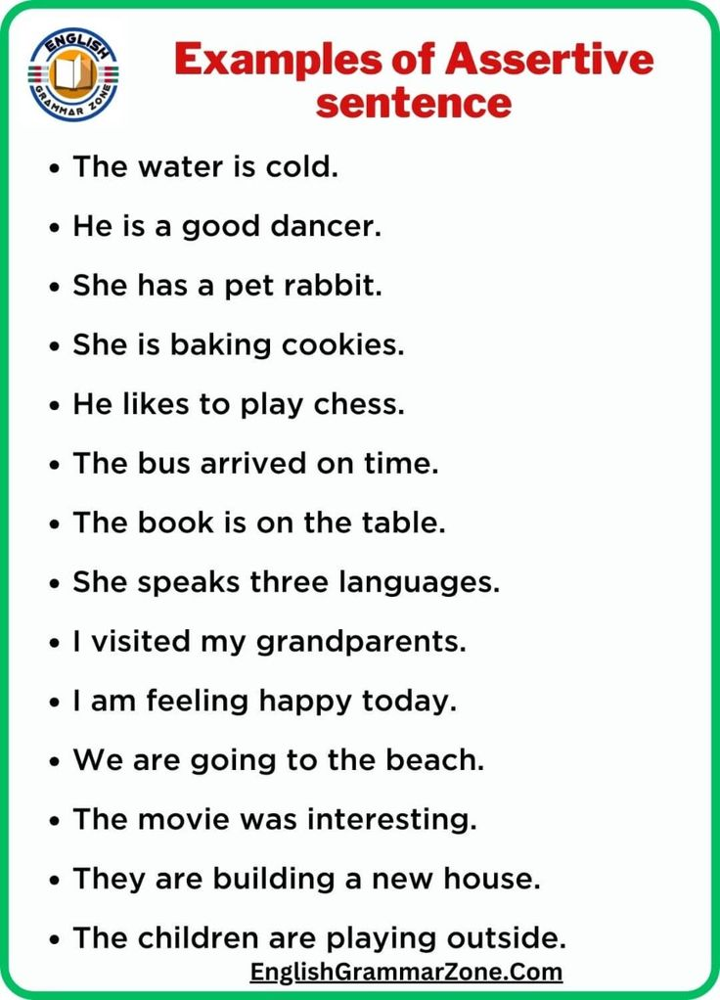 ENGLISH
GRAMMAR ZONE
Examples of Assertive
sentence
• The water is cold.
• He is a good dancer.
• She has a pet rabbit.
• She is baking cookies.
• He likes to play chess.
• The bus arrived on time.
• The book is on the table.
• She speaks three languages.
• I visited my grandparents.
• I am feeling happy today.
• We are going to the beach.
• The movie was interesting.
• They are building a new house.
• The children are playing outside.
EnglishGrammarZone.Com